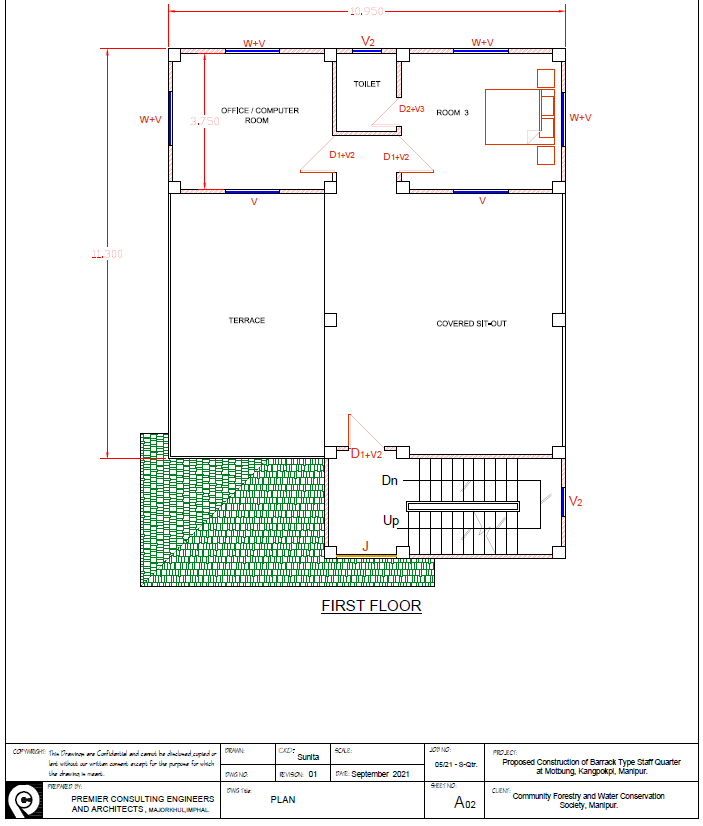 10.950
W+V
V2
W+V
TOILET
OFFICE / COMPUTER
ROOM
3.750
W+V
D2+V3
ROOM 3
W+V
D1+V2
D1+V2
V
V
11.300
TERRACE
COVERED SIT-OUT
D1+V2
Dn
V2
Up
J
FIRST FLOOR
COPYRIGHT: This Drawings are Confidential and cannot be disclosed, copied or
lent without our written consent except for the purpose for which
the drawing is meant.
DRAWN:
CKD: Sunita
SCALE:
DWG NO.
REVISION: 01
DATE: September 2021
JOB NO:
05/21 - S-Qtr.
PROJECT:
Proposed Construction of Barrack Type Staff Quarter
at Motbung, Kangpokpi, Manipur.
PREPARED BY:
PREMIER CONSULTING ENGINEERS
AND ARCHITECTS , MAJORKHUL,IMPHAL
DWG Title:
PLAN
SHEET NO:
A02
CLIENT:
Community Forestry and Water Conservation
Society, Manipur.